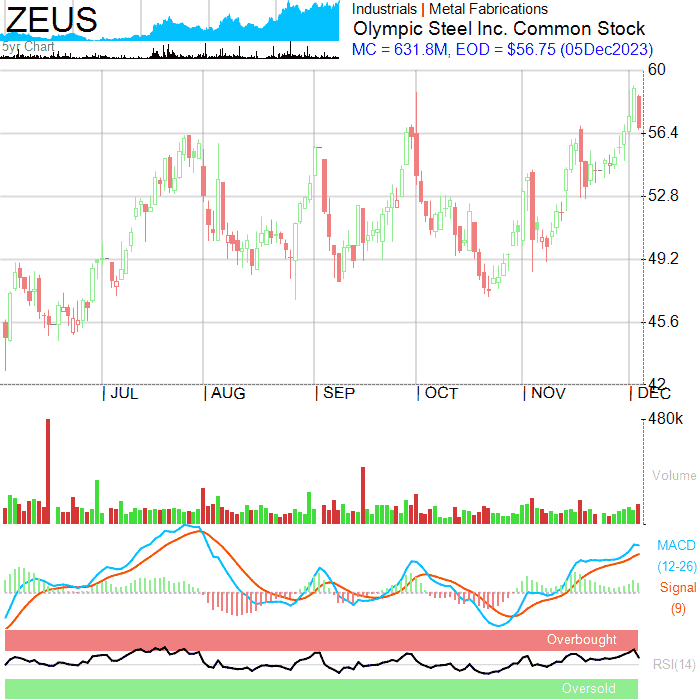 ZEUS
5yr Chart
Industrials | Metal Fabrications
Olympic Steel Inc. Common Stock
MC = 631.8M, EOD = $56.75 (05Dec2023)
60
56.4
52.8
49.2
45.6
42
| JUL | AUG | SEP | OCT | NOV | DEC
480k
Volume
MACD
(12-26)
Signal
(9)
Overbought
RSI(14)
Oversold